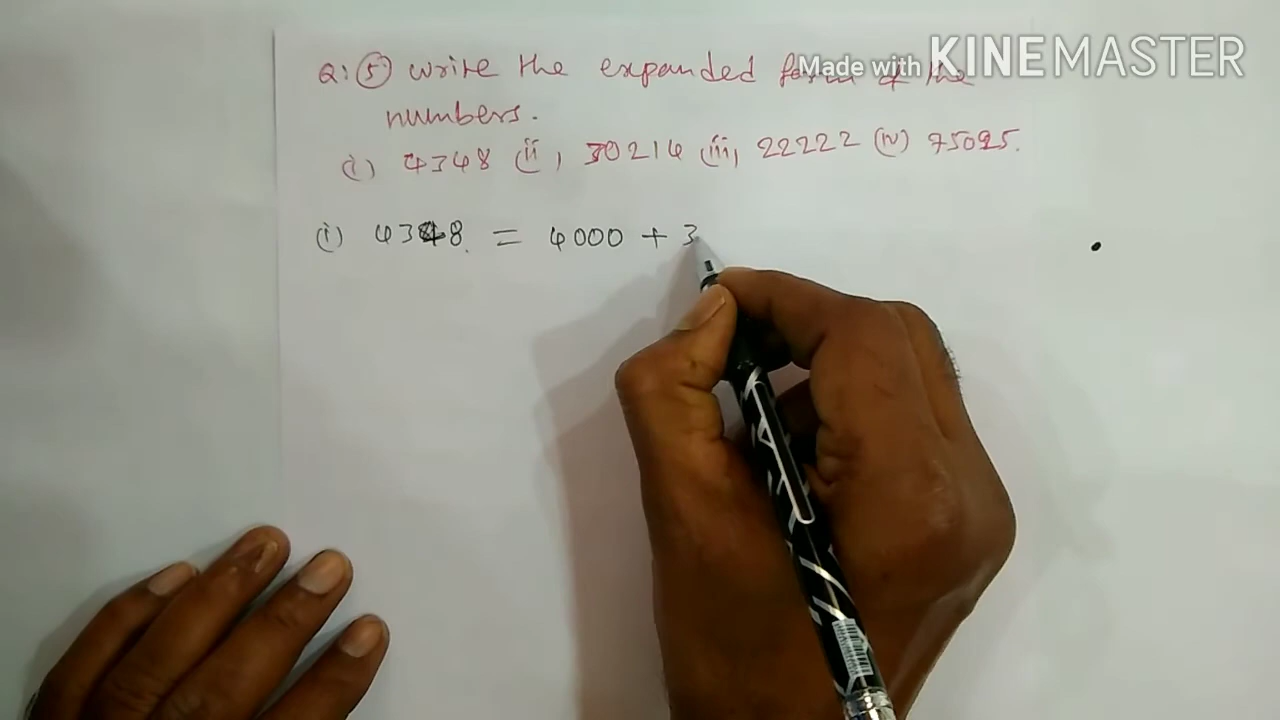 Q: (5) Write the expanded form of the
Made with KINEMASTER
numbers.
(i) 4348 (ii, 30214 (iii, 22222 (iv) 75025.
(i) 4348. = 4000 + 3